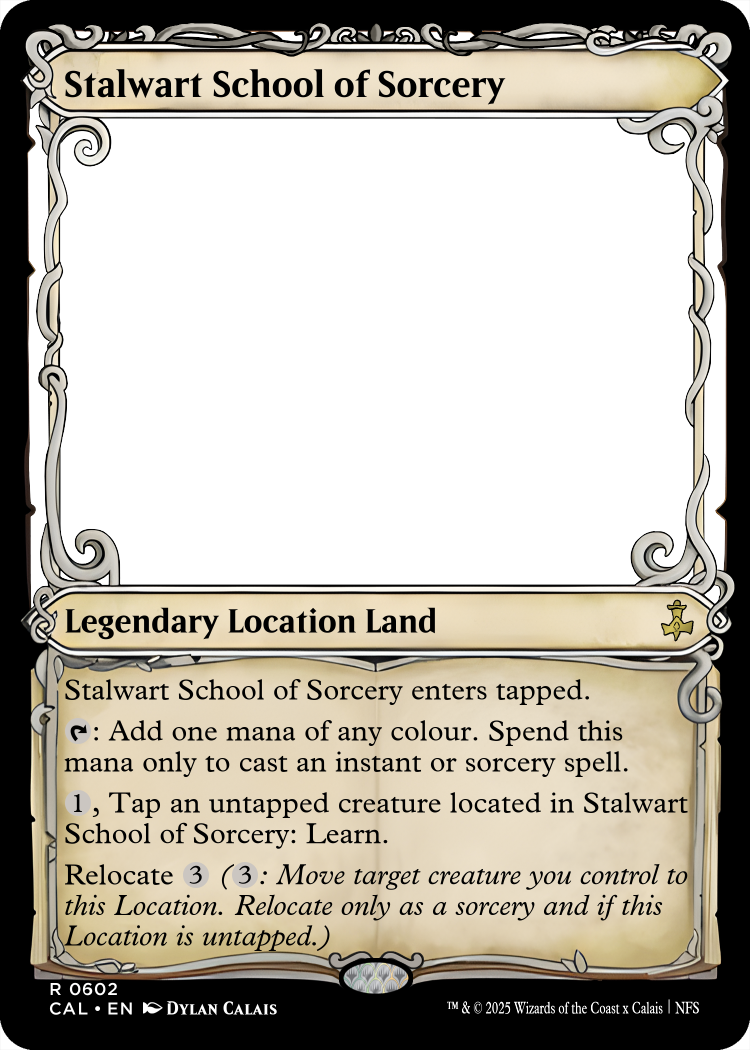 Stalwart School of Sorcery
Legendary Location Land
Stalwart School of Sorcery enters tapped.
: Add one mana of any colour. Spend this
mana only to cast an instant or sorcery spell.
1, Tap an untapped creature located in Stalwart
School of Sorcery: Learn.
Relocate 3 (3: Move target creature you control to
this Location. Relocate only as a sorcery and if this
Location is untapped.)
R 0602
CAL • EN DYLAN CALAIS
™ & © 2025 Wizards of the Coast x Calais | NFS